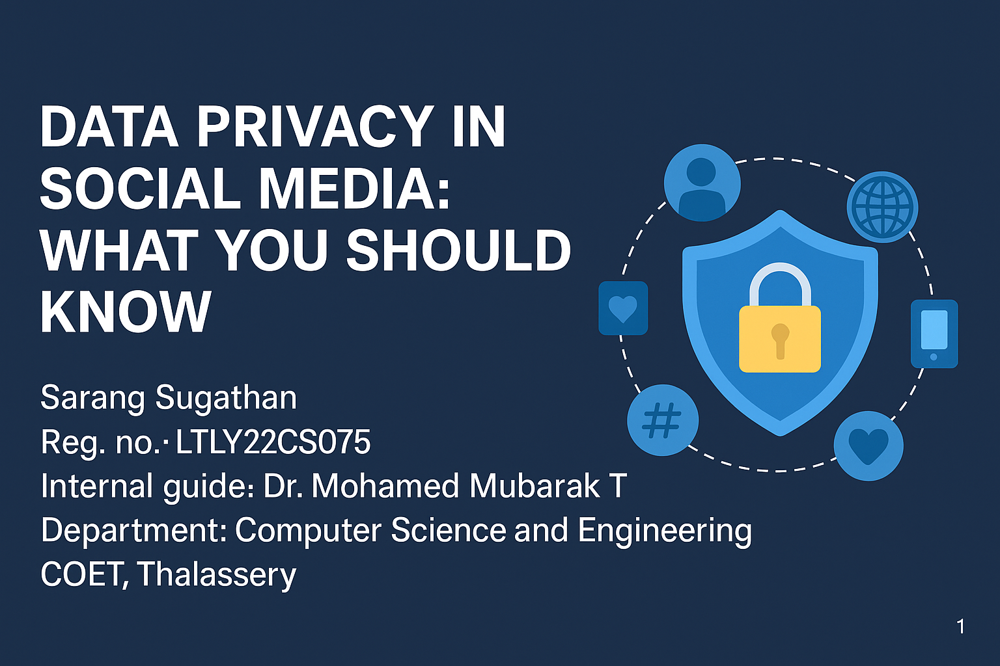 DATA PRIVACY IN
SOCIAL MEDIA:
WHAT YOU SHOULD
KNOW
Sarang Sugathan
Reg. no.· LTLY22CS075
Internal guide: Dr. Mohamed Mubarak T
Department: Computer Science and Engineering
COET, Thalassery
#
1